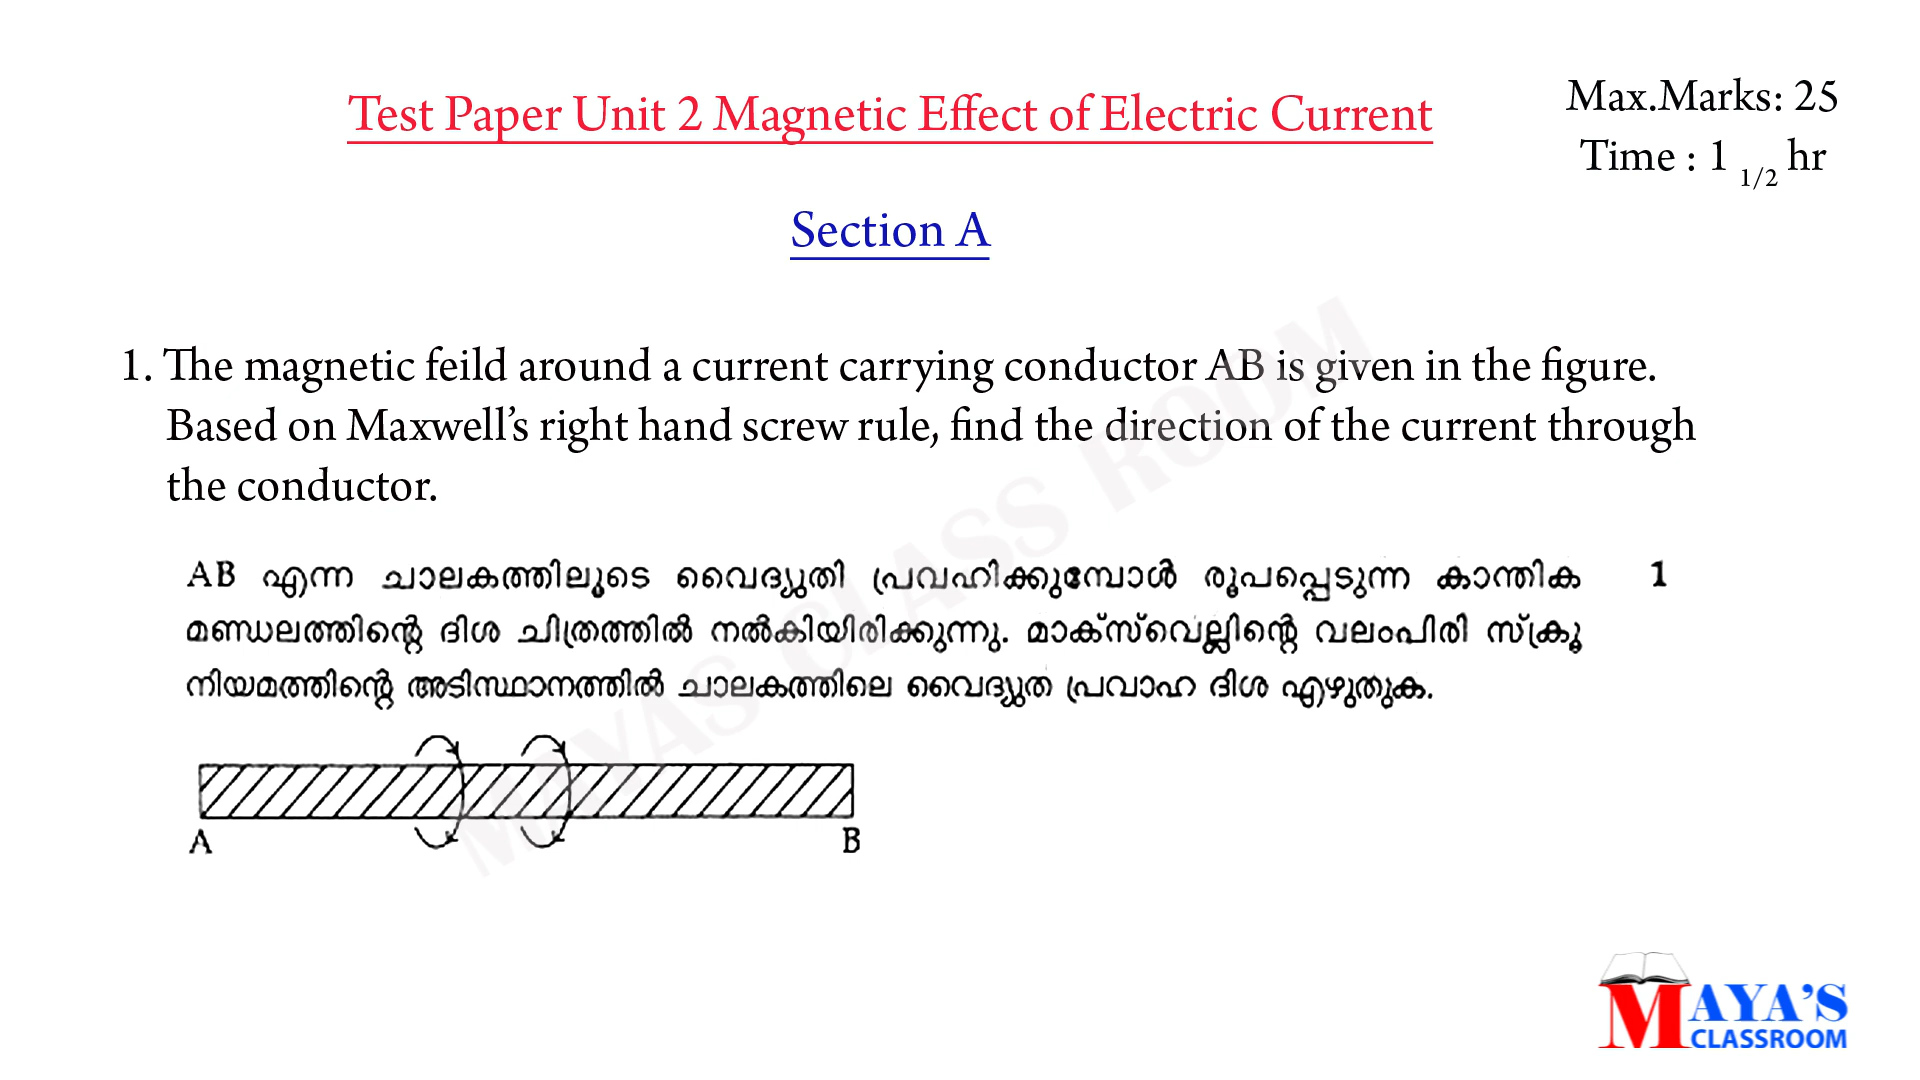 Test Paper Unit 2 Magnetic Effect of Electric Current
Max.Marks: 25
Time : 1 1/2 hr
Section A
1. The magnetic feild around a current carrying conductor AB is given in the figure.
Based on Maxwell’s right hand screw rule, find the direction of the current through
the conductor.
AB എന്ന ചാലകത്തിലൂടെ വൈദ്യുതി പ്രവഹിക്കുമ്പോൾ രൂപപ്പെടുന്ന കാന്തിക 1
മണ്ഡലത്തിന്റെ ദിശ ചിത്രത്തിൽ നൽകിയിരിക്കുന്നു. മാക്സ്‌വെല്ലിന്റെ വലംപിരി സ്ക്രൂ
നിയമത്തിന്റെ അടിസ്ഥാനത്തിൽ ചാലകത്തിലെ വൈദ്യുത പ്രവാഹ ദിശ എഴുതുക.
A B
MAYAS CLASS ROOM
MAYA’S
CLASSROOM